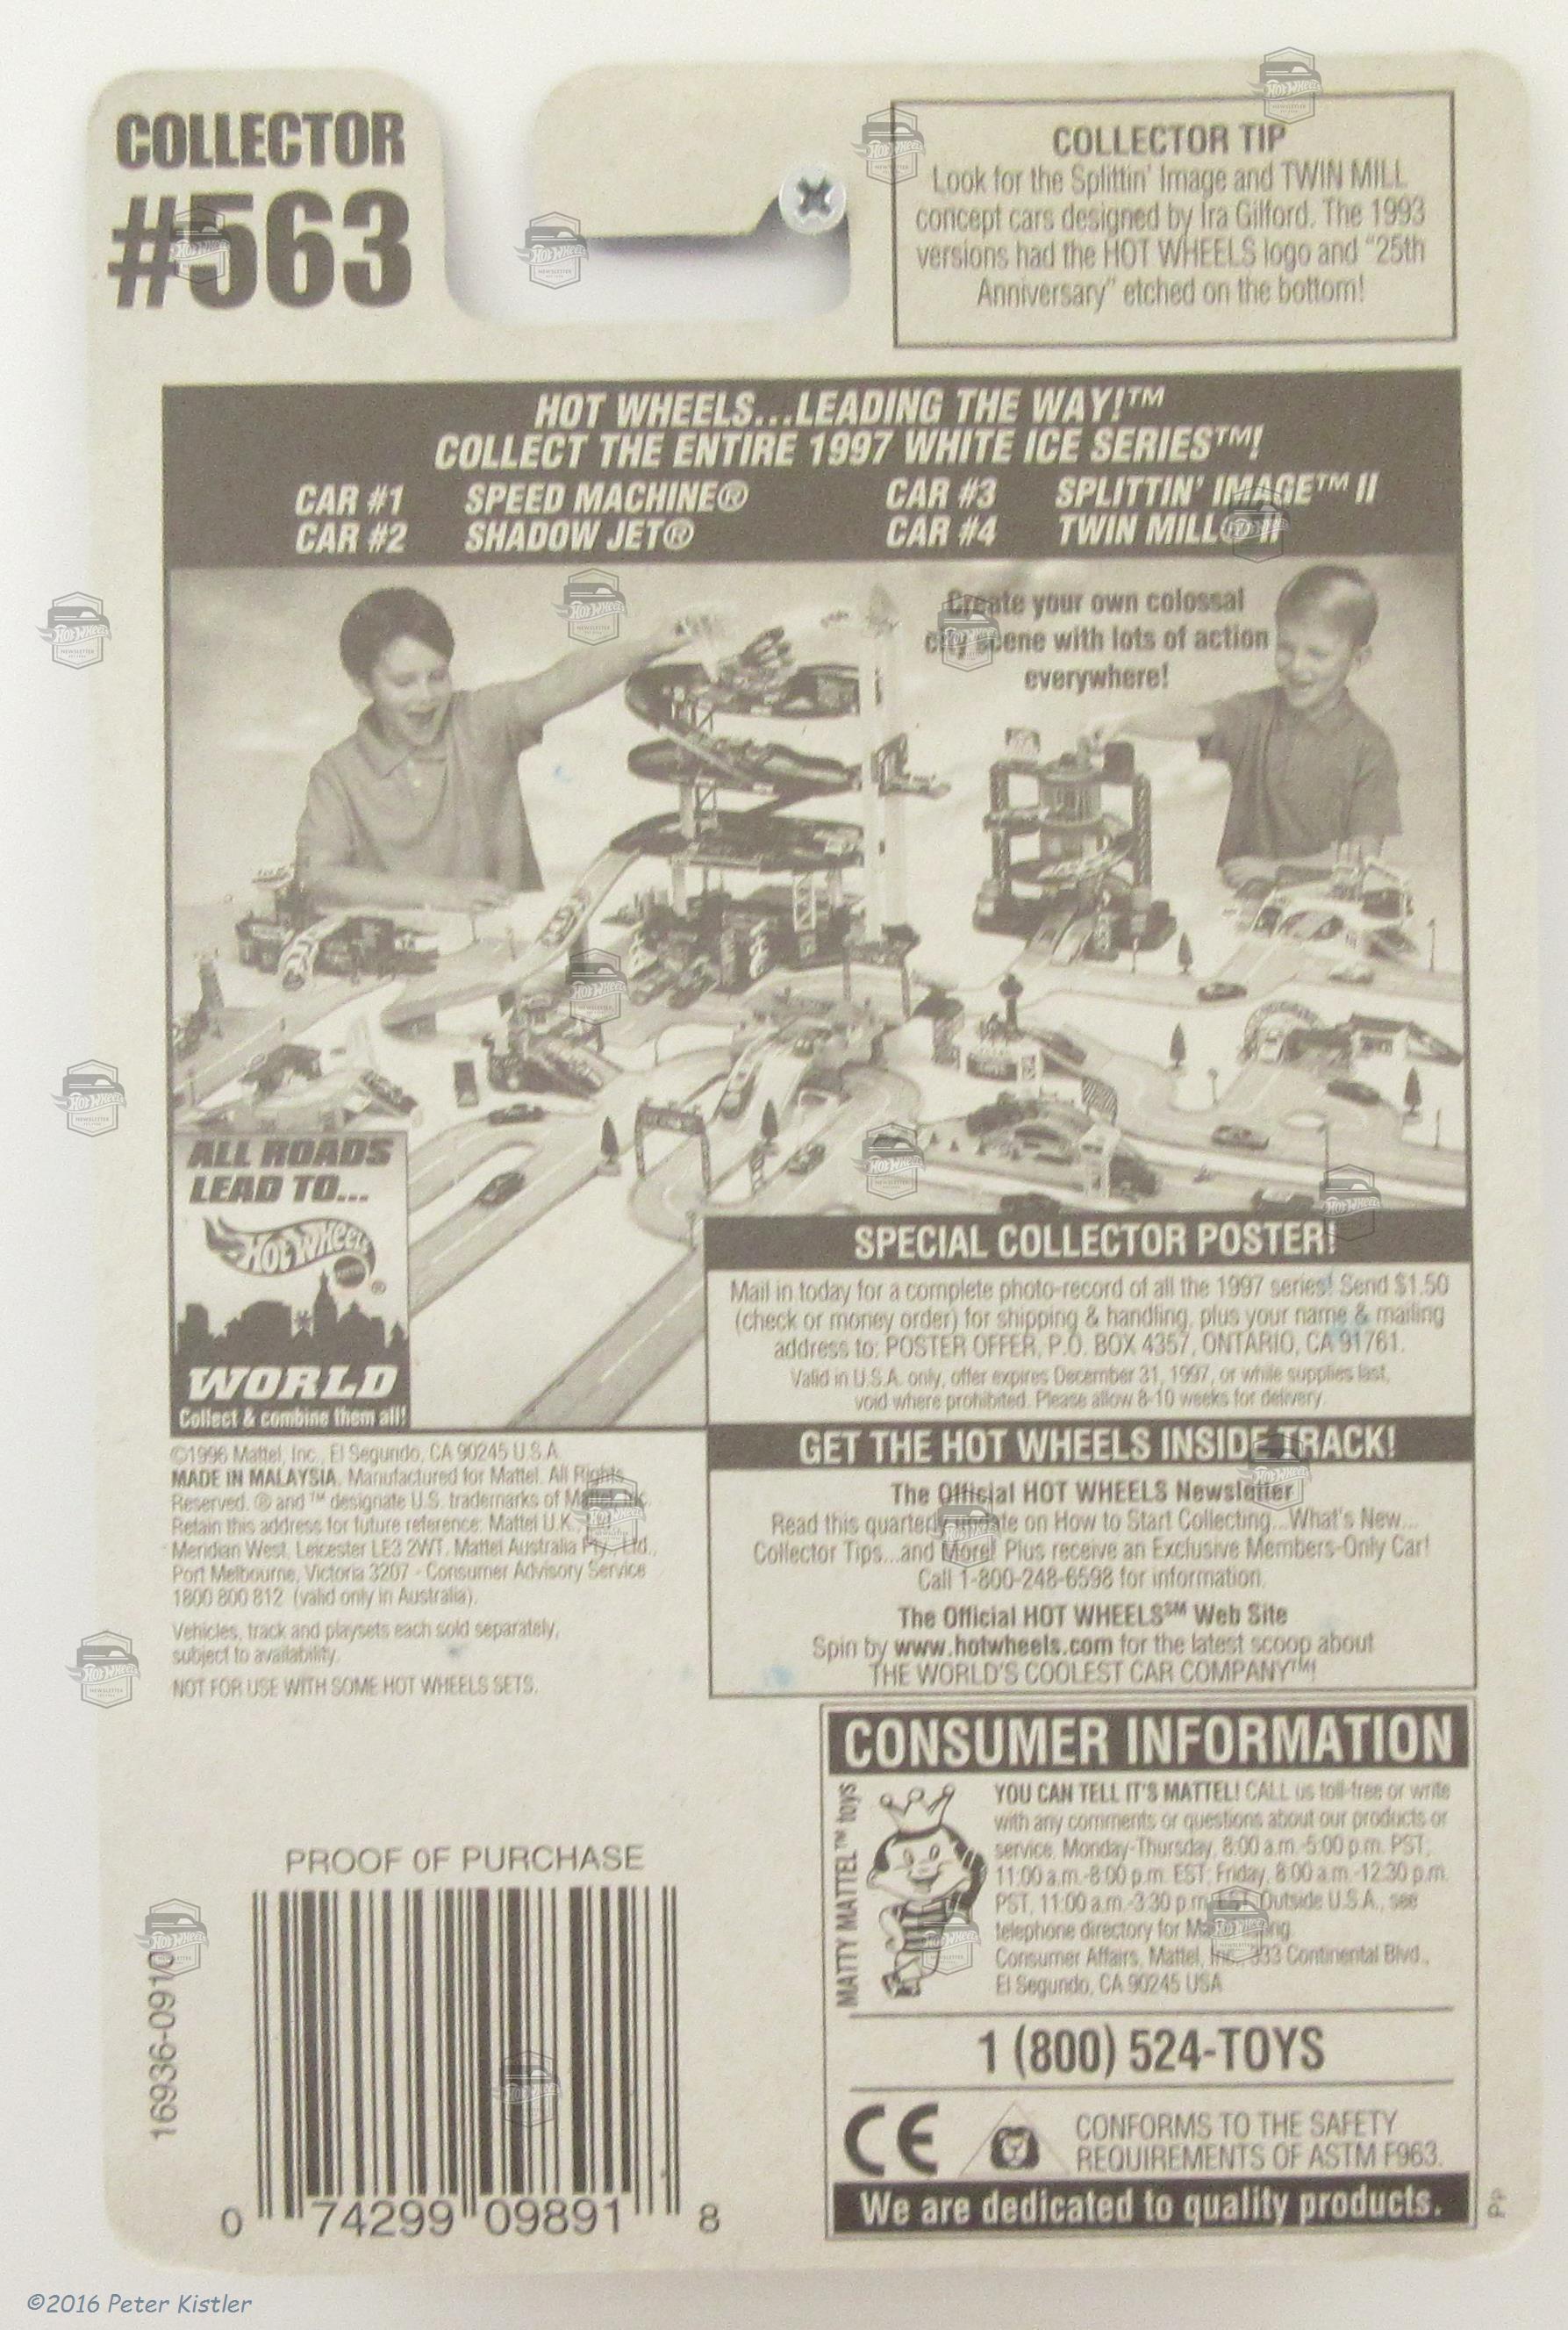 COLLECTOR
#563
COLLECTOR TIP
Look for the Splittin' Image and TWIN MILL
concept cars designed by Ira Gilford. The 1993
versions had the HOT WHEELS logo and "25th
Anniversary" etched on the bottom!
HOT WHEELS...LEADING THE WAY!™
COLLECT THE ENTIRE 1997 WHITE ICE SERIES™!
CAR #1 SPEED MACHINE® CAR #3 SPLITTIN' IMAGE™ II
CAR #2 SHADOW JET® CAR #4 TWIN MILL® II
Create your own colossal
city scene with lots of action
everywhere!
ALL ROADS
LEAD TO...
Hot Wheels
®
WORLD
Collect & combine them all!
SPECIAL COLLECTOR POSTER!
Mail in today for a complete photo-record of all the 1997 series! Send $1.50
(check or money order) for shipping & handling, plus your name & mailing
address to: POSTER OFFER, P.O. BOX 4357, ONTARIO, CA 91761.
Valid in U.S.A. only, offer expires December 31, 1997, or while supplies last,
void where prohibited. Please allow 8-10 weeks for delivery.
GET THE HOT WHEELS INSIDE TRACK!
The Official HOT WHEELS Newsletter
Read this quarterly update on How to Start Collecting...What's New...
Collector Tips...and More! Plus receive an Exclusive Members-Only Car!
Call 1-800-248-6598 for information.
The Official HOT WHEELS℠ Web Site
Spin by www.hotwheels.com for the latest scoop about
THE WORLD'S COOLEST CAR COMPANY™!
©1996 Mattel, Inc., El Segundo, CA 90245 U.S.A.
MADE IN MALAYSIA. Manufactured for Mattel. All Rights
Reserved. ® and ™ designate U.S. trademarks of Mattel, Inc.
Retain this address for future reference: Mattel U.K.
Meridian West, Leicester LE3 2WT. Mattel Australia Pty., Ltd.,
Port Melbourne, Victoria 3207 - Consumer Advisory Service
1800 800 812 (valid only in Australia).
Vehicles, track and playsets each sold separately,
subject to availability.
NOT FOR USE WITH SOME HOT WHEELS SETS.
CONSUMER INFORMATION
MATTY MATTEL™ toys
YOU CAN TELL IT'S MATTEL! CALL us toll-free or write
with any comments or questions about our products or
service, Monday-Thursday, 8:00 a.m.-5:00 p.m. PST,
11:00 a.m.-8:00 p.m. EST; Friday, 8:00 a.m.-12:30 p.m.
PST, 11:00 a.m.-3:30 p.m. EST. Outside U.S.A., see
telephone directory for Mattel listing.
Consumer Affairs, Mattel, Inc. 333 Continental Blvd.,
El Segundo, CA 90245 USA
1 (800) 524-TOYS
CE
CONFORMS TO THE SAFETY
REQUIREMENTS OF ASTM F963.
We are dedicated to quality products.
PP
PROOF OF PURCHASE
16936-0910
0 74299 09891 8
©2016 Peter Kistler